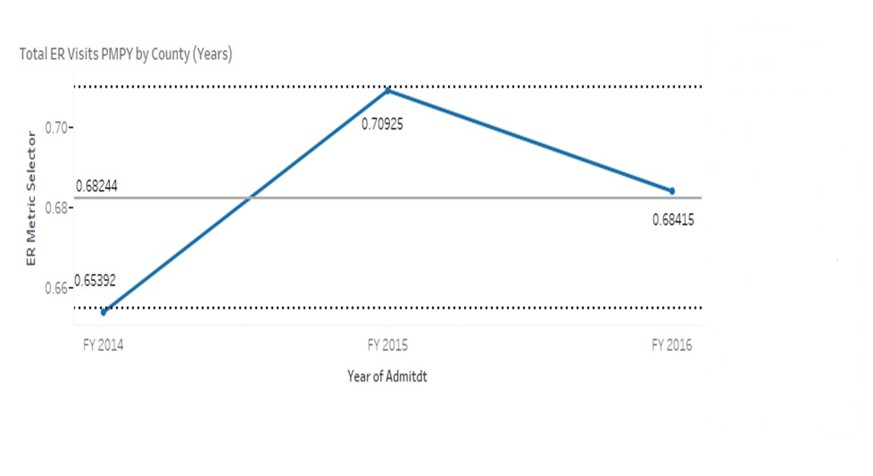 Total ER Visits PMPY by County (Years)
ER Metric Selector
0.70
0.68
0.66
0.68244
0.65392
0.70925
0.68415
FY 2014
FY 2015
FY 2016
Year of Admitdt